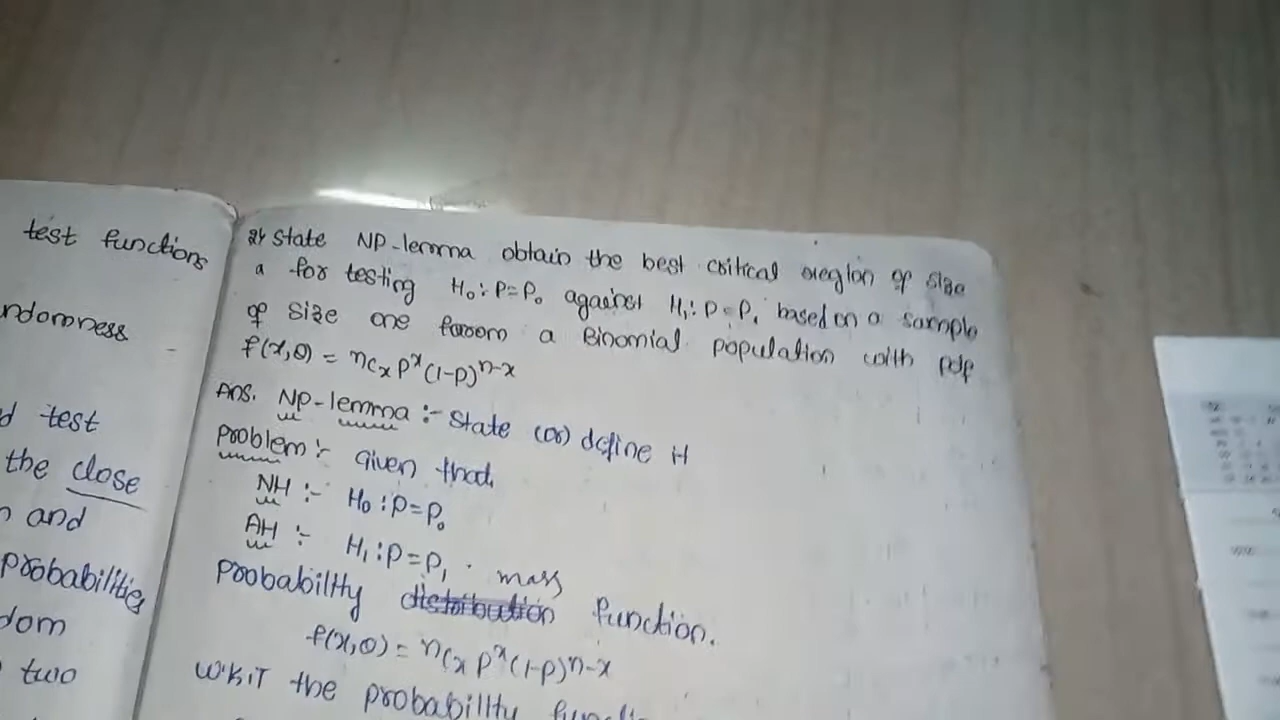 test functions
ndomness
d test
the close
n and
probabilities
dom
two
State NP-lemma obtain the best critical region of size
a for testing H₀:P=P₀ against H₁:P=P₁ based on a sample
of size one from a Binomial population with pdf
f(x,θ) = ncₓ pˣ(1-p)ⁿ⁻ˣ
Ans. NP-lemma :- State (or) define it
Problem :- Given that,
NH :- H₀:P=P₀
AH :- H₁:P=P₁.
Probability mass function.
f(x,θ) = ncₓ pˣ(1-p)ⁿ⁻ˣ
W.K.T the probability